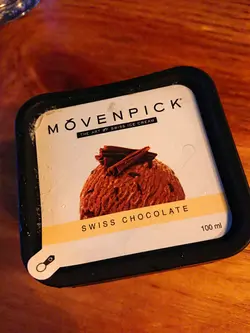 MÖVENPICK
THE ART OF SWISS ICE CREAM
SWISS CHOCOLATE
100 ml